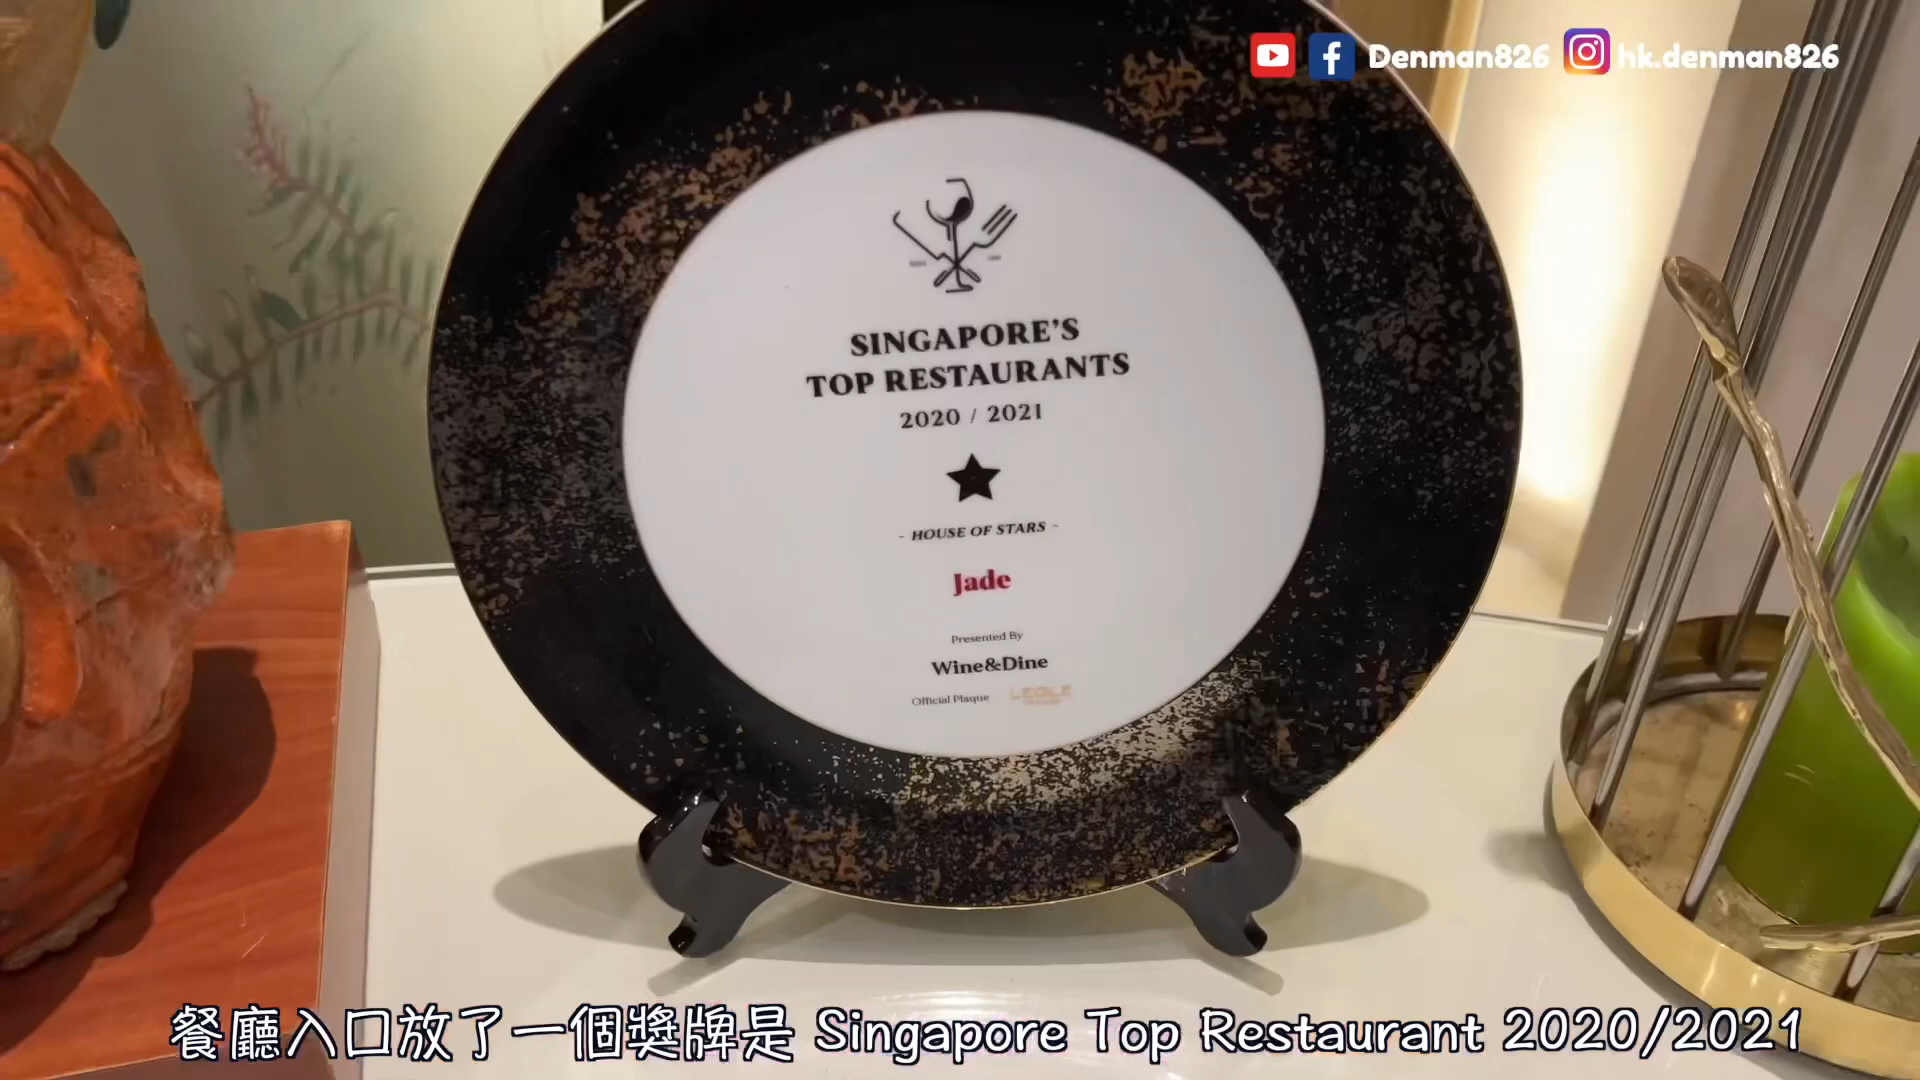 Denman826 hk.denman826
SINGAPORE'S
TOP RESTAURANTS
2020 / 2021
- HOUSE OF STARS -
Jade
Presented By
Wine&Dine
Official Plaque LEGLE
餐廳入口放了一個獎牌是 Singapore Top Restaurant 2020/2021